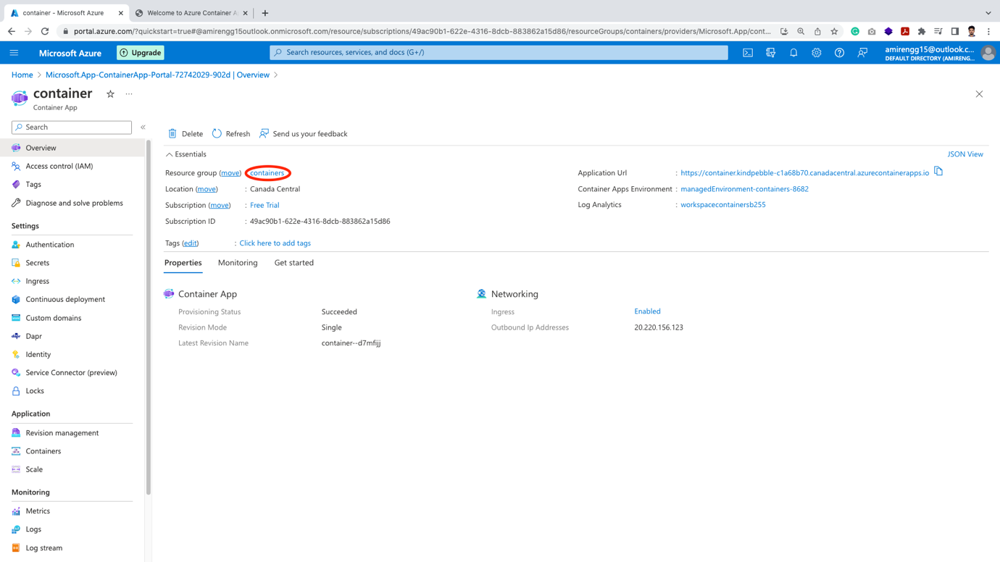 container - Microsoft Azure
Welcome to Azure Container A
portal.azure.com/?quickstart=true#@amirengg15outlook.onmicrosoft.com/resource/subscriptions/49ac90b1-622e-4316-8dcb-883862a15d86/resourceGroups/containers/providers/Microsoft.App/cont...
Microsoft Azure
Upgrade
Search resources, services, and docs (G+/)
amirengg15@outlook.c...
DEFAULT DIRECTORY (AMIRENG...
Home > Microsoft.App-ContainerApp-Portal-72742029-902d | Overview >
container
Container App
Search
Overview
Access control (IAM)
Tags
Diagnose and solve problems
Settings
Authentication
Secrets
Ingress
Continuous deployment
Custom domains
Dapr
Identity
Service Connector (preview)
Locks
Application
Revision management
Containers
Scale
Monitoring
Metrics
Logs
Log stream
Delete Refresh Send us your feedback
Essentials
JSON View
Resource group (move) : containers
Location (move) : Canada Central
Subscription (move) : Free Trial
Subscription ID : 49ac90b1-622e-4316-8dcb-883862a15d86
Application Url : https://container.kindpebble-c1a68b70.canadacentral.azurecontainerapps.io
Container Apps Environment : managedEnvironment-containers-8682
Log Analytics : workspacecontainersb255
Tags (edit) : Click here to add tags
Properties Monitoring Get started
Container App
Provisioning Status Succeeded
Revision Mode Single
Latest Revision Name container--d7mfijj
Networking
Ingress Enabled
Outbound Ip Addresses 20.220.156.123